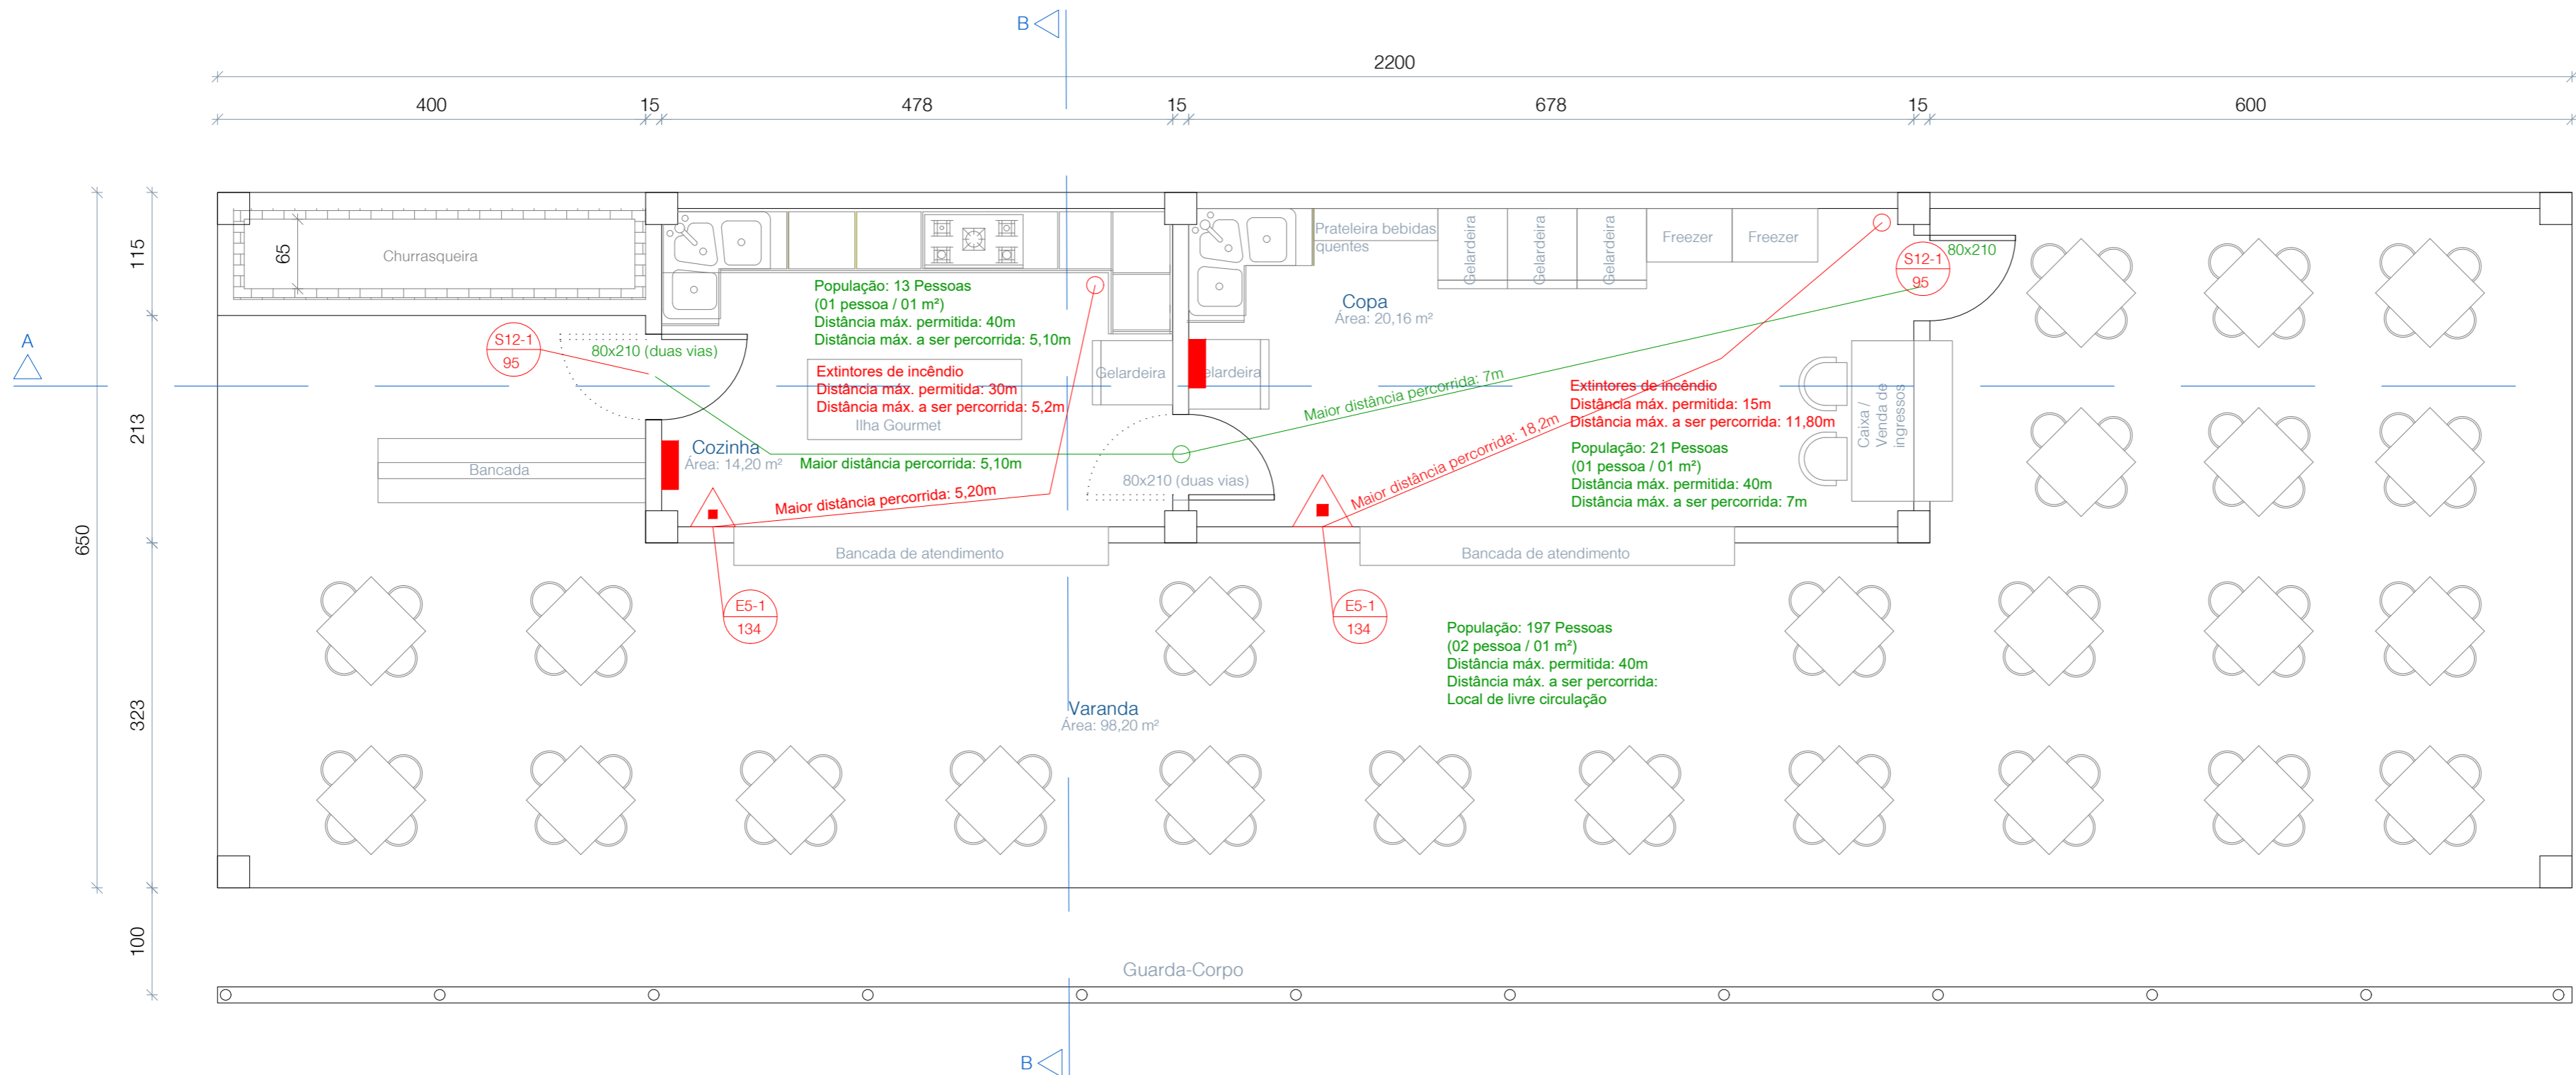 B
2200
400
15
478
15
678
15
600
115
65
Churrasqueira
650
213
323
100
A
S12-1
95
80x210 (duas vias)
População: 13 Pessoas
(01 pessoa / 01 m²)
Distância máx. permitida: 40m
Distância máx. a ser percorrida: 5,10m
Extintores de incêndio
Distância máx. permitida: 30m
Distância máx. a ser percorrida: 5,2m
Ilha Gourmet
Cozinha
Área: 14,20 m²
Maior distância percorrida: 5,10m
Maior distância percorrida: 5,20m
Bancada
Gelardeira
elardeira
80x210 (duas vias)
Prateleira bebidas
quentes
Gelardeira
Gelardeira
Gelardeira
Freezer
Freezer
Copa
Área: 20,16 m²
S12-1
95
80x210
Maior distância percorrida: 7m
Maior distância percorrida: 18,2m
Extintores de incêndio
Distância máx. permitida: 15m
Distância máx. a ser percorrida: 11,80m
População: 21 Pessoas
(01 pessoa / 01 m²)
Distância máx. permitida: 40m
Distância máx. a ser percorrida: 7m
Caixa /
Venda de
ingressos
Bancada de atendimento
Bancada de atendimento
E5-1
134
E5-1
134
População: 197 Pessoas
(02 pessoa / 01 m²)
Distância máx. permitida: 40m
Distância máx. a ser percorrida:
Local de livre circulação
Varanda
Área: 98,20 m²
Guarda-Corpo
B